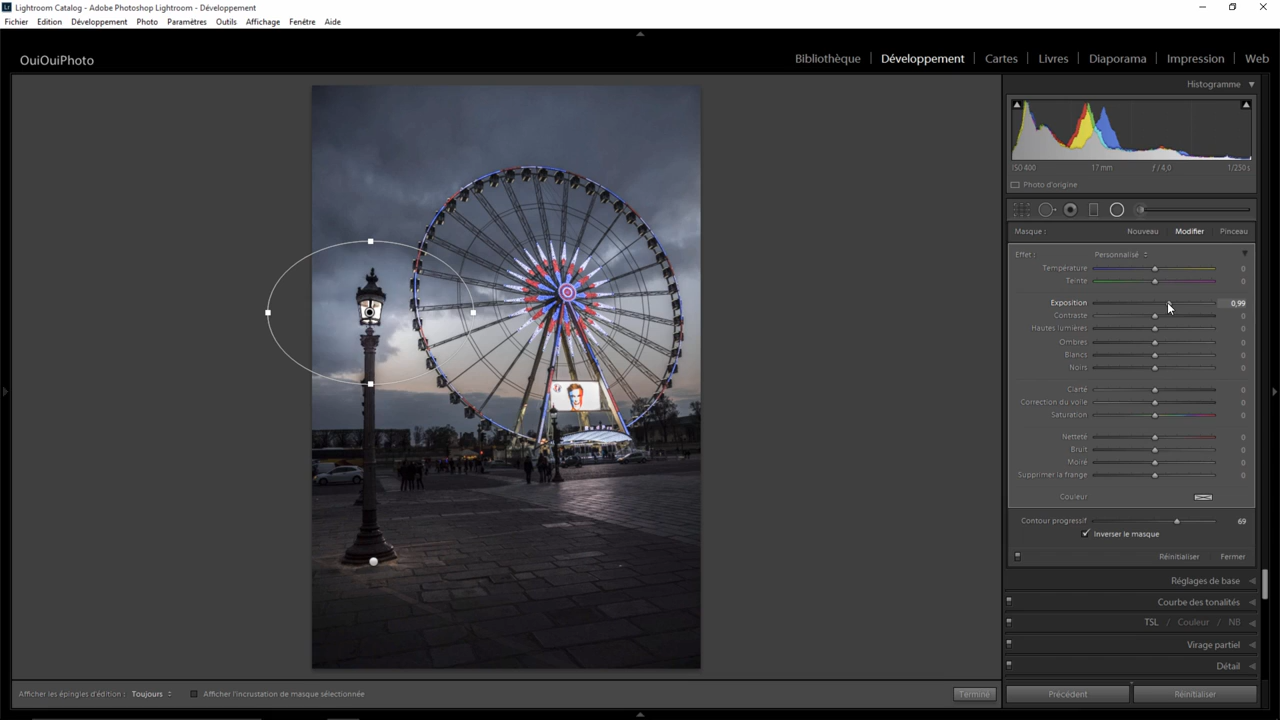 Lightroom Catalog - Adobe Photoshop Lightroom - Développement
Fichier Edition Développement Photo Paramètres Outils Affichage Fenêtre Aide
OuiOuiPhoto
Bibliothèque Développement Cartes Livres Diaporama Impression Web
Histogramme
ISO 400 17 mm ƒ / 4,0 1/250 s
Photo d'origine
Masque : Nouveau Modifier Pinceau
Effet : Personnalisé
Température 0
Teinte 0
Exposition 0,99
Contraste 0
Hautes lumières 0
Ombres 0
Blancs 0
Noirs 0
Clarté 0
Correction du voile 0
Saturation 0
Netteté 0
Bruit 0
Moiré 0
Supprimer la frange 0
Couleur
Contour progressif 69
Inverser le masque
Réinitialiser Fermer
Réglages de base
Courbe des tonalités
TSL / Couleur / NB
Virage partiel
Détail
Afficher les épingles d'édition : Toujours Afficher l'incrustation de masque sélectionnée Terminé
Précédent Réinitialiser